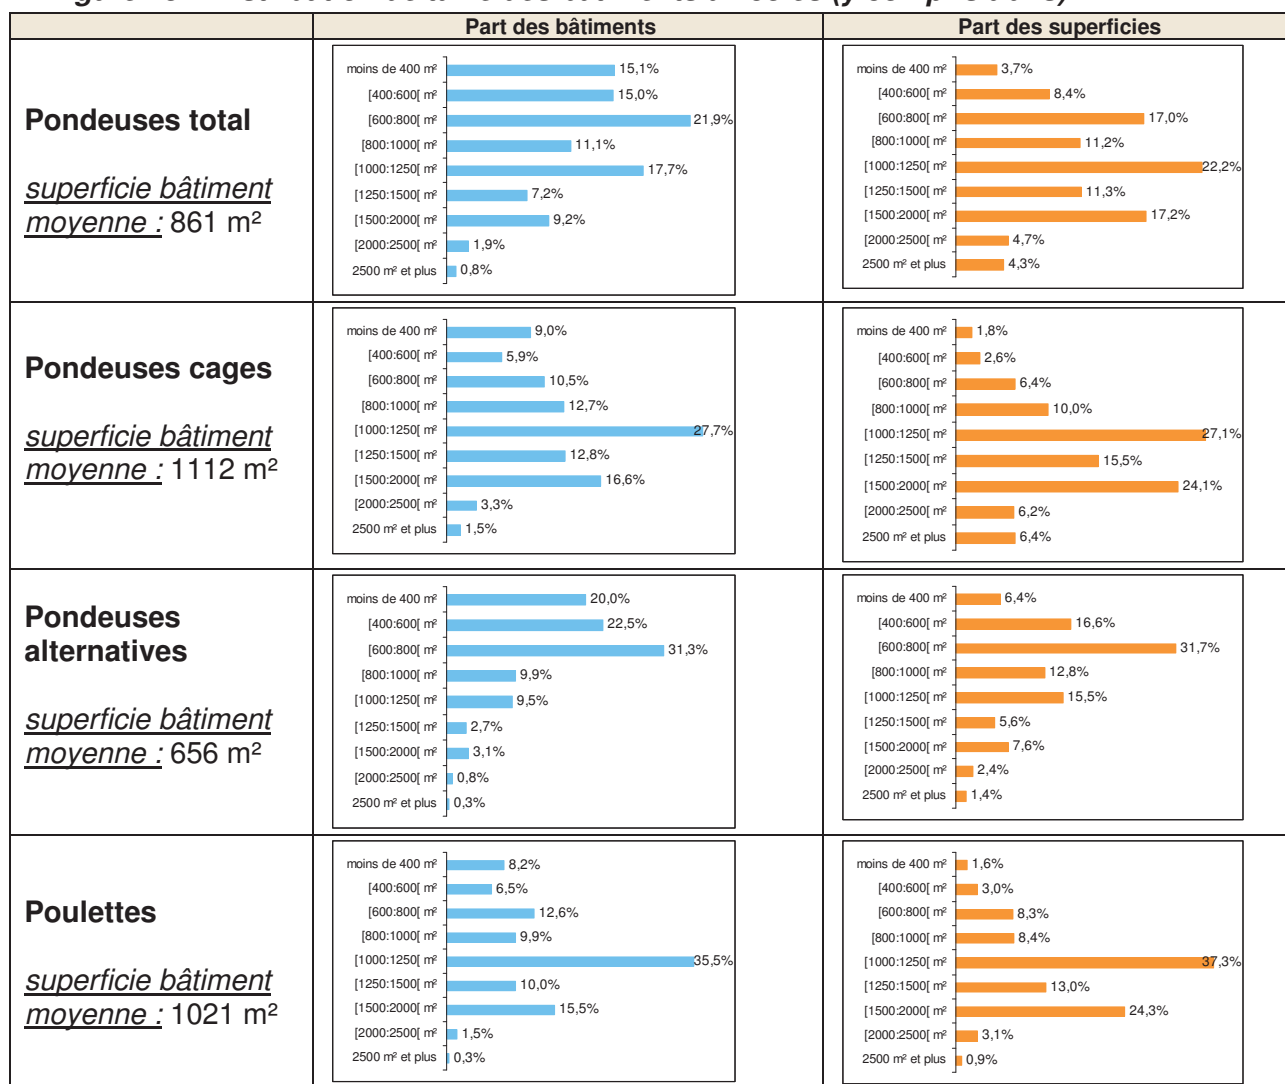 Part des bâtiments
Part des superficies
Pondeuses total
superficie bâtiment
moyenne : 861 m²
moins de 400 m² 15,1%
[400:600[ m² 15,0%
[600:800[ m² 21,9%
[800:1000[ m² 11,1%
[1000:1250[ m² 17,7%
[1250:1500[ m² 7,2%
[1500:2000[ m² 9,2%
[2000:2500[ m² 1,9%
2500 m² et plus 0,8%
moins de 400 m² 3,7%
[400:600[ m² 8,4%
[600:800[ m² 17,0%
[800:1000[ m² 11,2%
[1000:1250[ m² 22,2%
[1250:1500[ m² 11,3%
[1500:2000[ m² 17,2%
[2000:2500[ m² 4,7%
2500 m² et plus 4,3%
Pondeuses cages
superficie bâtiment
moyenne : 1112 m²
moins de 400 m² 9,0%
[400:600[ m² 5,9%
[600:800[ m² 10,5%
[800:1000[ m² 12,7%
[1000:1250[ m² 27,7%
[1250:1500[ m² 12,8%
[1500:2000[ m² 16,6%
[2000:2500[ m² 3,3%
2500 m² et plus 1,5%
moins de 400 m² 1,8%
[400:600[ m² 2,6%
[600:800[ m² 6,4%
[800:1000[ m² 10,0%
[1000:1250[ m² 27,1%
[1250:1500[ m² 15,5%
[1500:2000[ m² 24,1%
[2000:2500[ m² 6,2%
2500 m² et plus 6,4%
Pondeuses
alternatives
superficie bâtiment
moyenne : 656 m²
moins de 400 m² 20,0%
[400:600[ m² 22,5%
[600:800[ m² 31,3%
[800:1000[ m² 9,9%
[1000:1250[ m² 9,5%
[1250:1500[ m² 2,7%
[1500:2000[ m² 3,1%
[2000:2500[ m² 0,8%
2500 m² et plus 0,3%
moins de 400 m² 6,4%
[400:600[ m² 16,6%
[600:800[ m² 31,7%
[800:1000[ m² 12,8%
[1000:1250[ m² 15,5%
[1250:1500[ m² 5,6%
[1500:2000[ m² 7,6%
[2000:2500[ m² 2,4%
2500 m² et plus 1,4%
Poulettes
superficie bâtiment
moyenne : 1021 m²
moins de 400 m² 8,2%
[400:600[ m² 6,5%
[600:800[ m² 12,6%
[800:1000[ m² 9,9%
[1000:1250[ m² 35,5%
[1250:1500[ m² 10,0%
[1500:2000[ m² 15,5%
[2000:2500[ m² 1,5%
2500 m² et plus 0,3%
moins de 400 m² 1,6%
[400:600[ m² 3,0%
[600:800[ m² 8,3%
[800:1000[ m² 8,4%
[1000:1250[ m² 37,3%
[1250:1500[ m² 13,0%
[1500:2000[ m² 24,3%
[2000:2500[ m² 3,1%
2500 m² et plus 0,9%